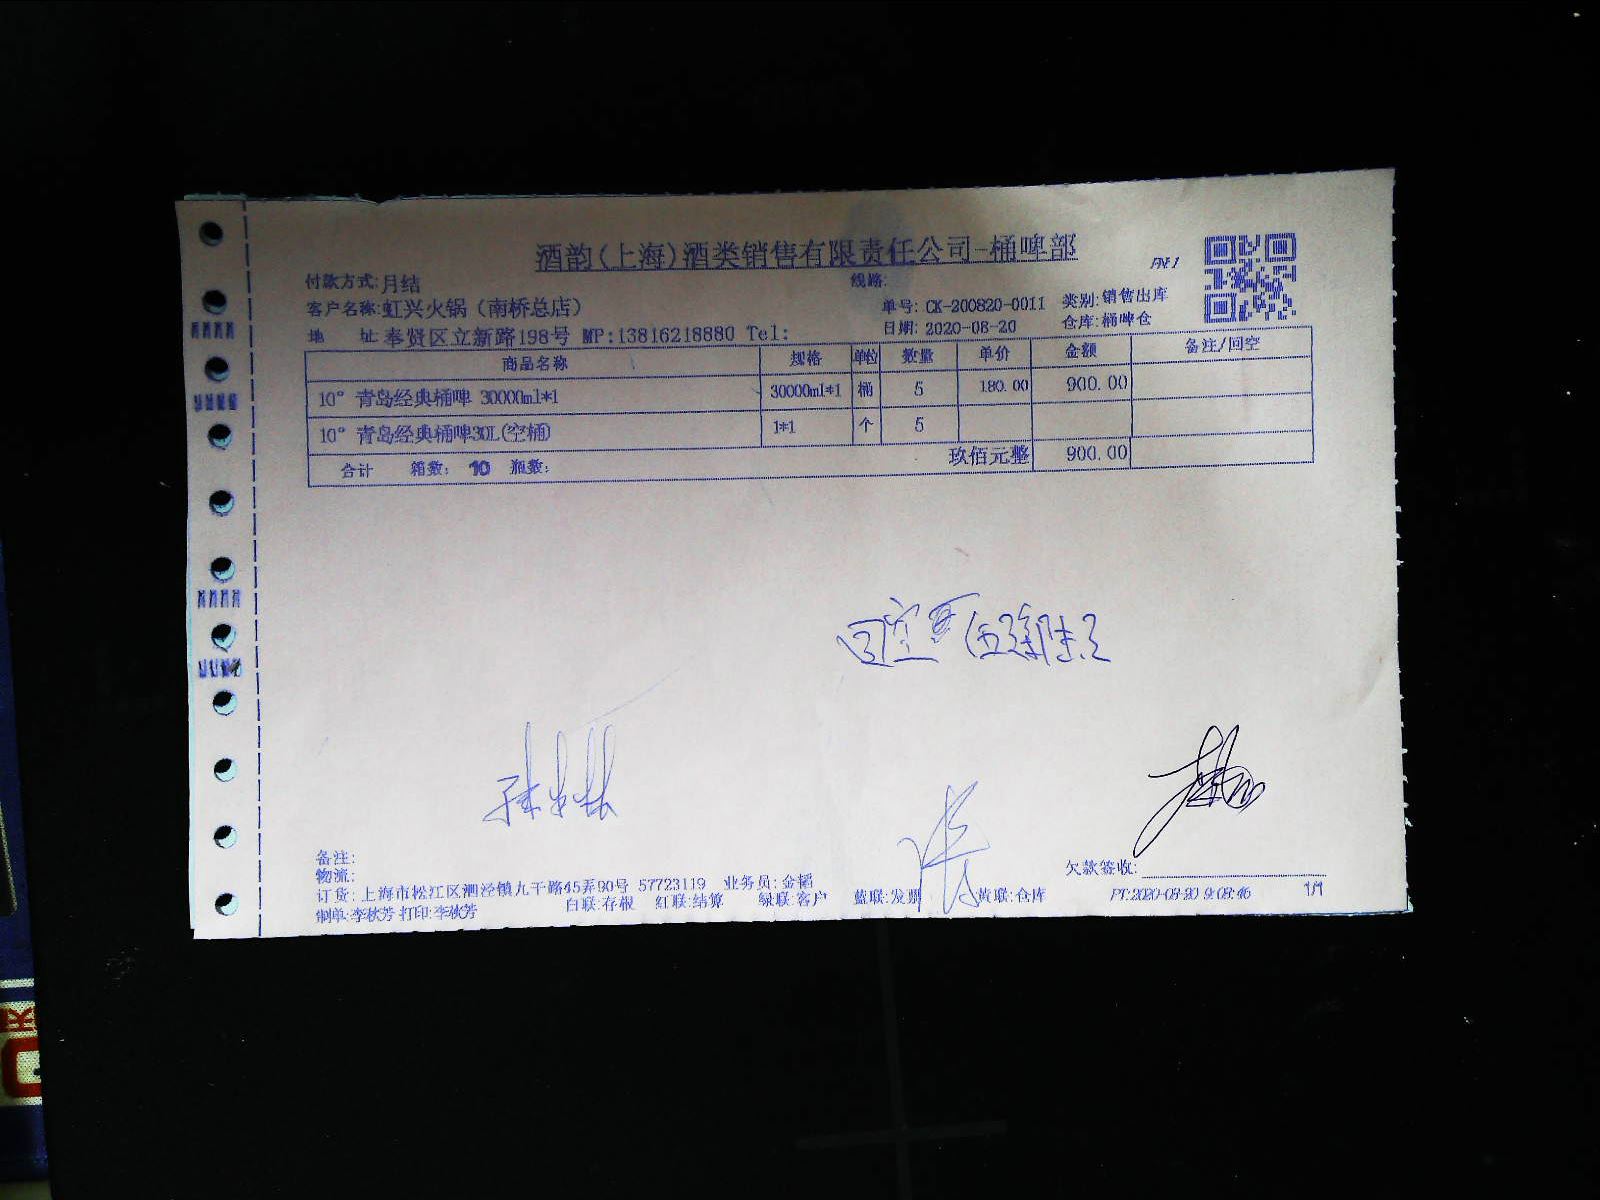 酒韵(上海)酒类销售有限责任公司-桶啤部
付款方式:月结 线路:
客户名称:虹兴火锅（南桥总店） 单号: CK-200820-0011 类别:销售出库
地 址 奉贤区立新路198号 MP:13816218880 Tel: 日期: 2020-08-20 仓库:桶啤仓
商品名称 规格 单位 数量 单价 金额 备注/回空
10° 青岛经典桶啤 30000ml*1 30000ml*1 桶 5 180.00 900.00
10° 青岛经典桶啤30L(空桶) 1*1 个 5
合计 箱数: 10 瓶数: 玖佰元整 900.00
回空
备注:
物流: 欠款签收:
订货: 上海市松江区泗泾镇九干路45弄90号 57723119 业务员:金韬
制单:李秋芳 打印:李秋芳 白联:存根 红联:结算 绿联:客户 蓝联:发票 黄联:仓库 PT:2020-08-20 9:08:46 1/1